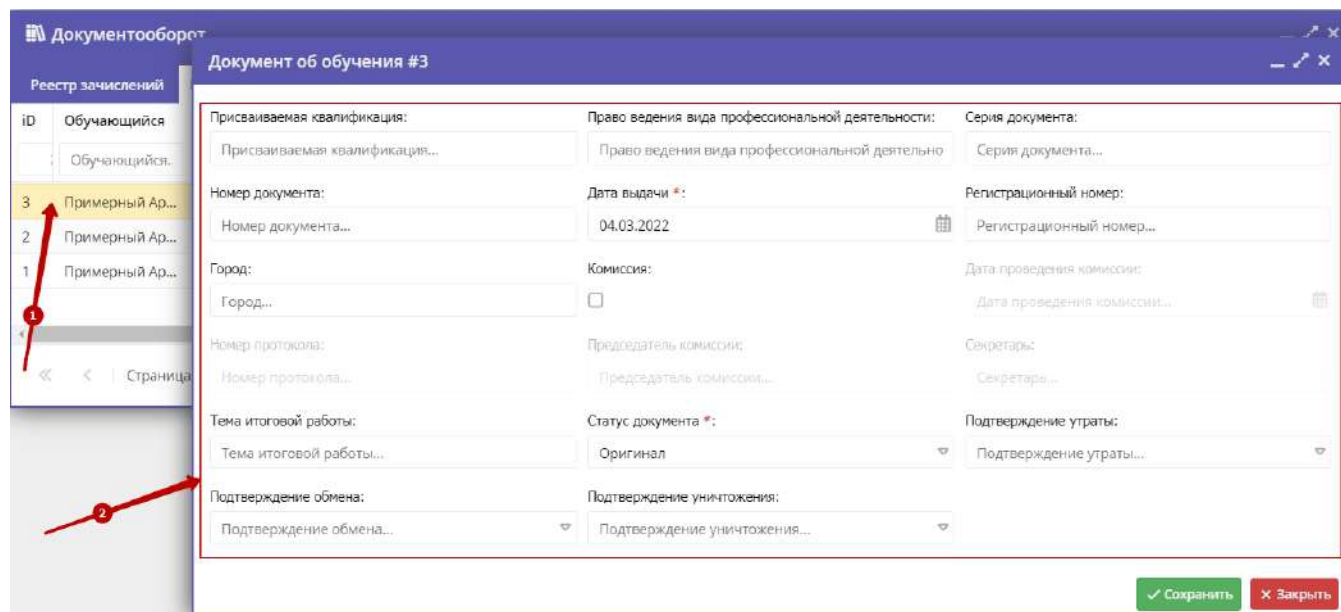 Документооборот
Документ об обучения #3
Реестр зачислений
iD Обучающийся
Обучающийся.
3 Примерный Ар...
2 Примерный Ар...
1 Примерный Ар...
Страница
1
2
Присваиваемая квалификация: Право ведения вида профессиональной деятельности: Серия документа:
Присваиваемая квалификация... Право ведения вида профессиональной деятельно Серия документа...
Номер документа: Дата выдачи *: Регистрационный номер:
Номер документа... 04.03.2022 Регистрационный номер...
Город: Комиссия: Дата проведения комиссии:
Город... Дата проведения комиссии...
Номер протокола: Председатель комиссии: Секретарь:
Номер протокола... Председатель комиссии... Секретарь...
Тема итоговой работы: Статус документа *: Подтверждение утраты:
Тема итоговой работы... Оригинал Подтверждение утраты...
Подтверждение обмена: Подтверждение уничтожения:
Подтверждение обмена... Подтверждение уничтожения...
Сохранить Закрыть